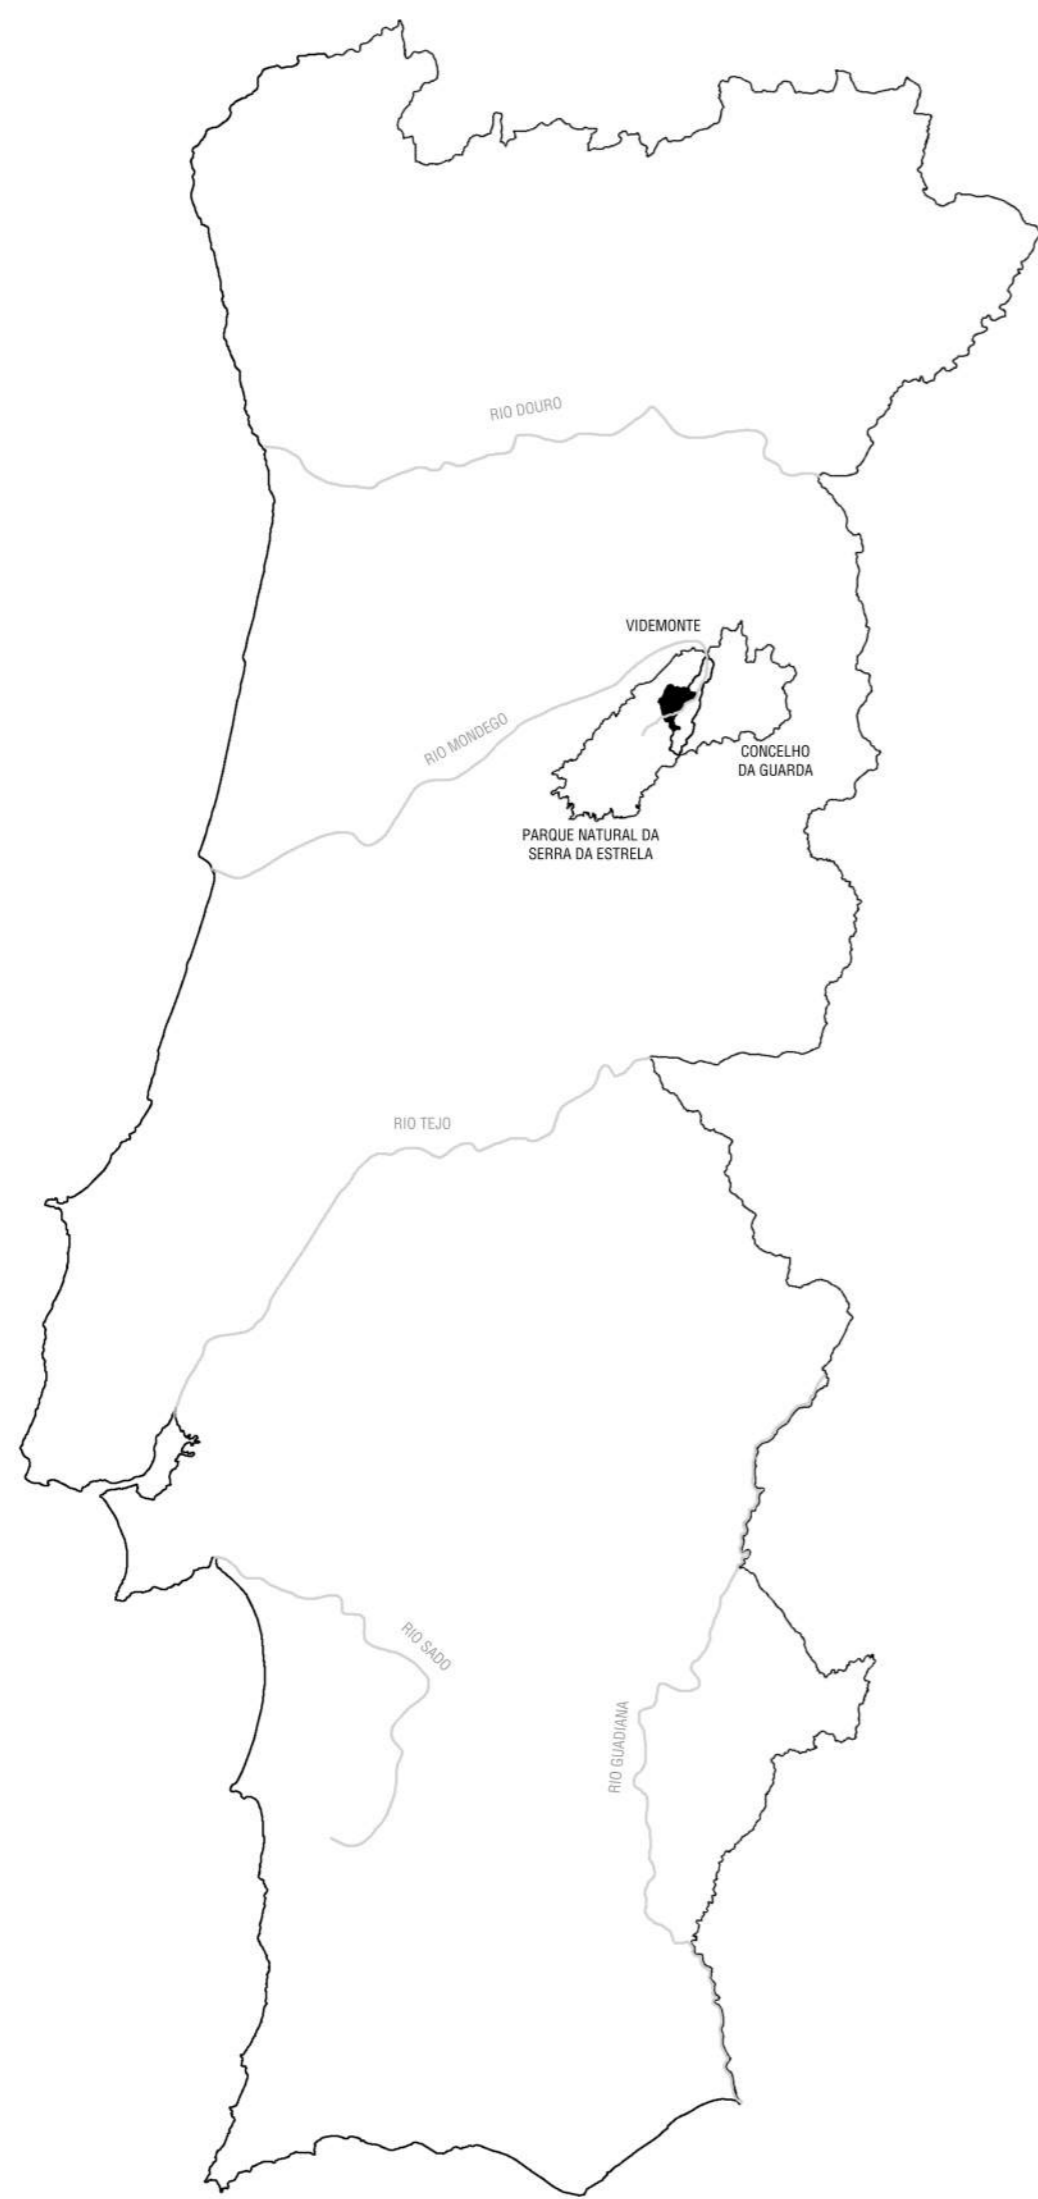 RIO DOURO
VIDEMONTE
RIO MONDEGO
CONCELHO
DA GUARDA
PARQUE NATURAL DA
SERRA DA ESTRELA
RIO TEJO
RIO SADO
RIO GUADIANA